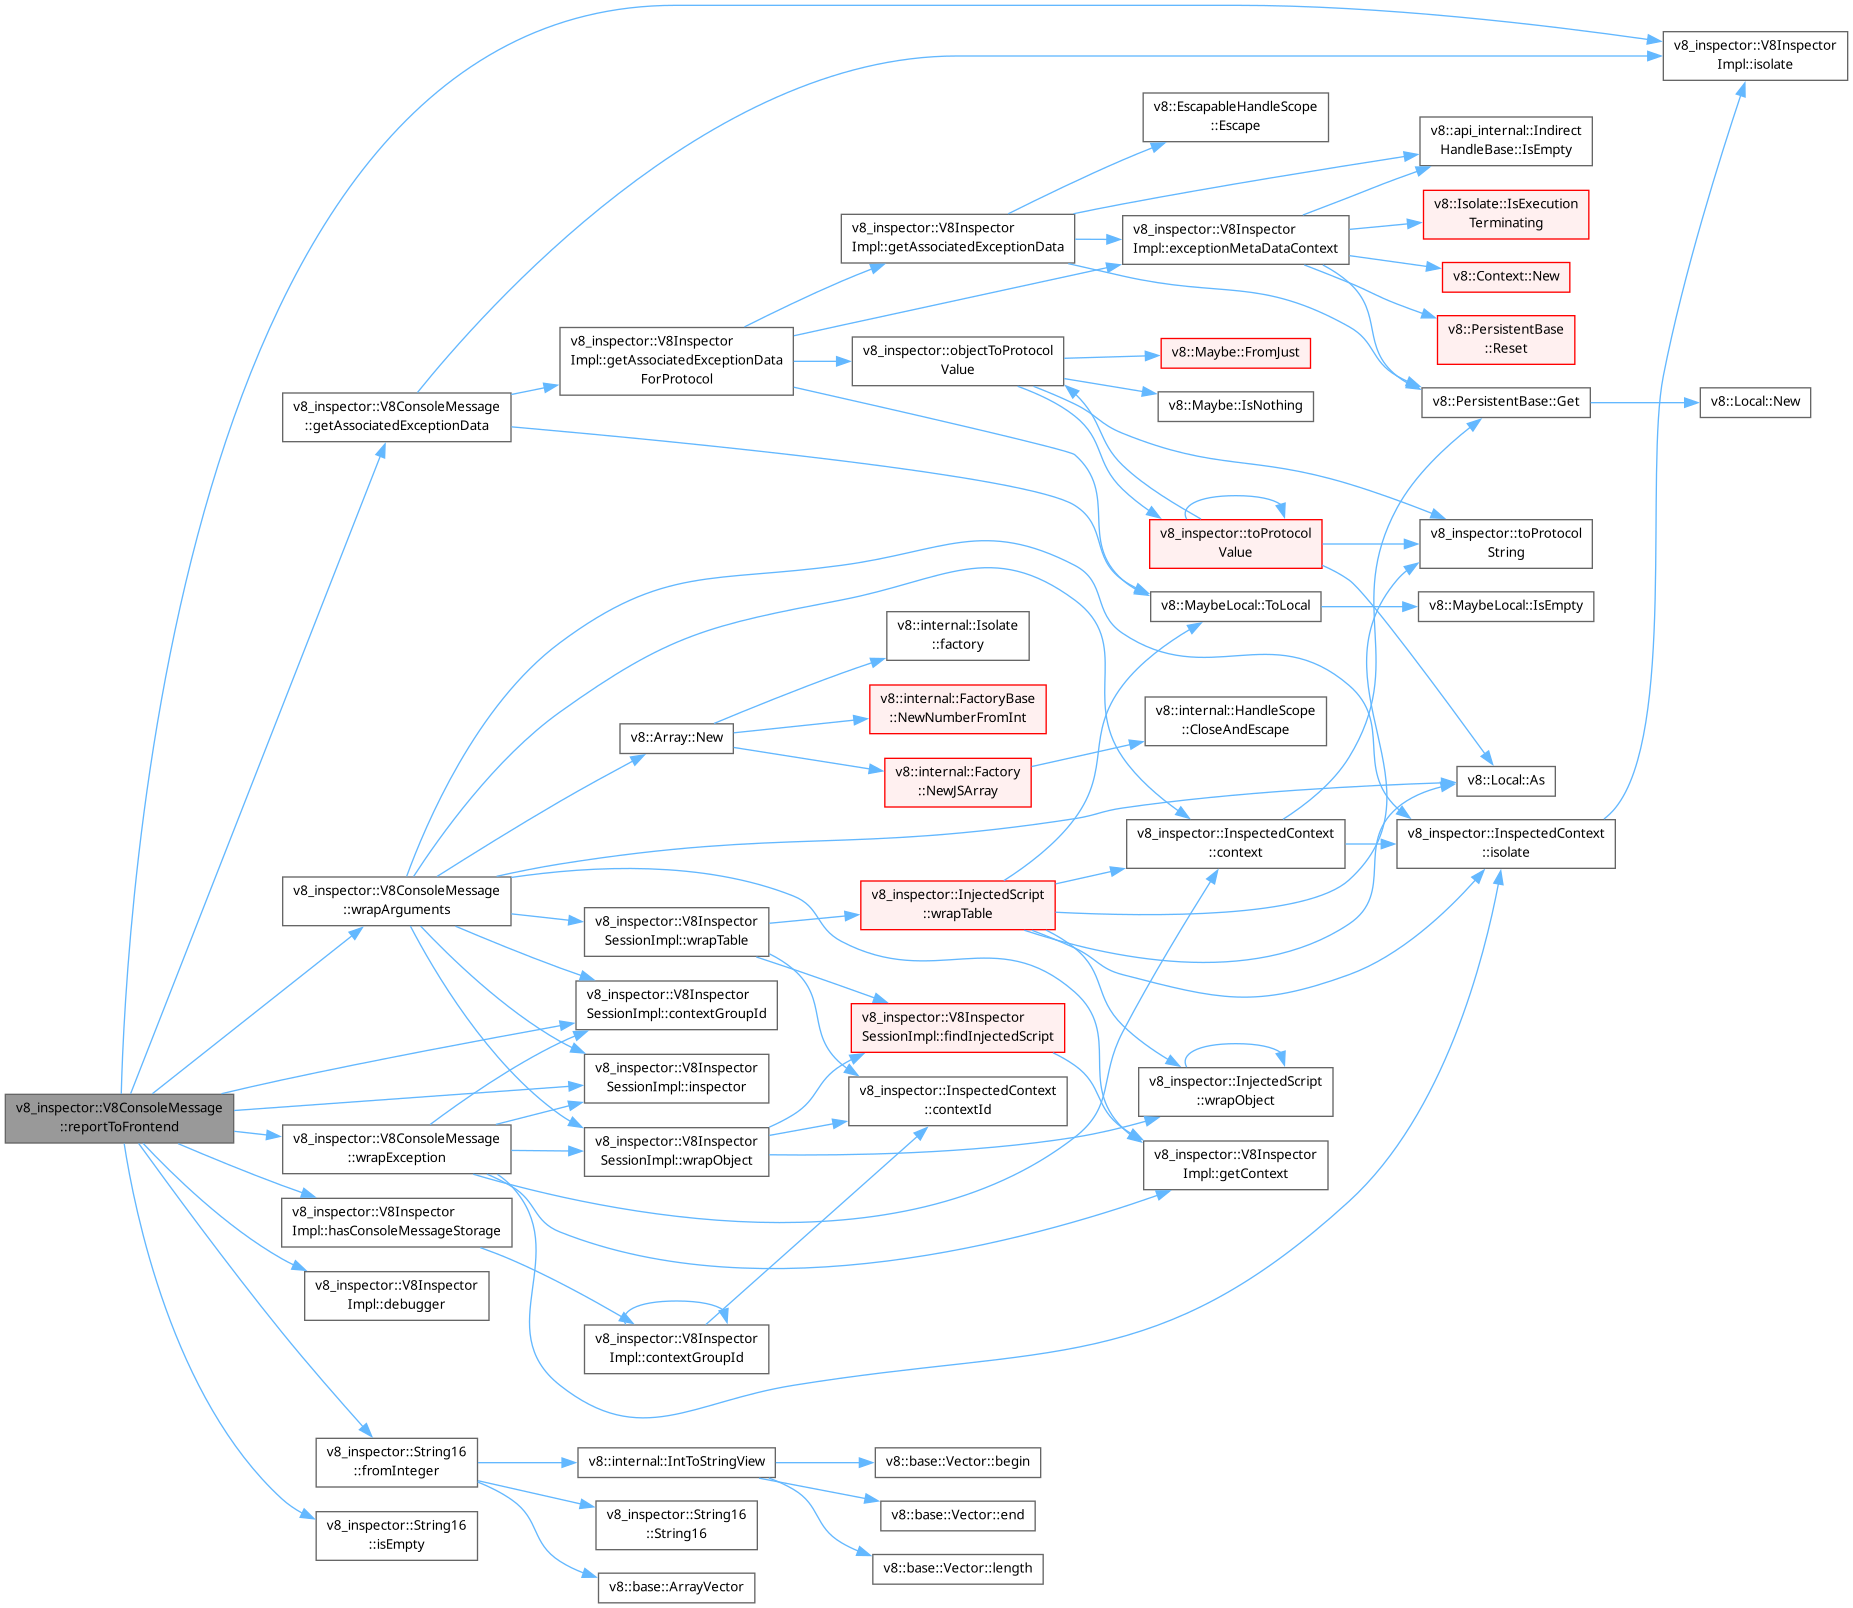 v8_inspector::V8Inspector
Impl::isolate
v8::EscapableHandleScope
::Escape
v8::api_internal::Indirect
HandleBase::IsEmpty
v8::Isolate::IsExecution
Terminating
v8_inspector::V8Inspector
Impl::getAssociatedExceptionData
v8_inspector::V8Inspector
Impl::exceptionMetaDataContext
v8::Context::New
v8::PersistentBase
::Reset
v8_inspector::V8Inspector
Impl::getAssociatedExceptionData
ForProtocol
v8_inspector::objectToProtocol
Value
v8::Maybe::FromJust
v8::Maybe::IsNothing
v8::PersistentBase::Get
v8::Local::New
v8_inspector::V8ConsoleMessage
::getAssociatedExceptionData
v8_inspector::toProtocol
Value
v8_inspector::toProtocol
String
v8::MaybeLocal::ToLocal
v8::MaybeLocal::IsEmpty
v8::internal::Isolate
::factory
v8::internal::FactoryBase
::NewNumberFromInt
v8::internal::HandleScope
::CloseAndEscape
v8::Array::New
v8::internal::Factory
::NewJSArray
v8::Local::As
v8_inspector::InspectedContext
::context
v8_inspector::InspectedContext
::isolate
v8_inspector::V8ConsoleMessage
::wrapArguments
v8_inspector::InjectedScript
::wrapTable
v8_inspector::V8Inspector
SessionImpl::wrapTable
v8_inspector::V8Inspector
SessionImpl::contextGroupId
v8_inspector::V8Inspector
SessionImpl::findInjectedScript
v8_inspector::V8Inspector
SessionImpl::inspector
v8_inspector::InspectedContext
::contextId
v8_inspector::InjectedScript
::wrapObject
v8_inspector::V8ConsoleMessage
::reportToFrontend
v8_inspector::V8ConsoleMessage
::wrapException
v8_inspector::V8Inspector
SessionImpl::wrapObject
v8_inspector::V8Inspector
Impl::getContext
v8_inspector::V8Inspector
Impl::hasConsoleMessageStorage
v8_inspector::V8Inspector
Impl::debugger
v8_inspector::V8Inspector
Impl::contextGroupId
v8_inspector::String16
::fromInteger
v8::internal::IntToStringView
v8::base::Vector::begin
v8_inspector::String16
::String16
v8::base::Vector::end
v8_inspector::String16
::isEmpty
v8::base::Vector::length
v8::base::ArrayVector